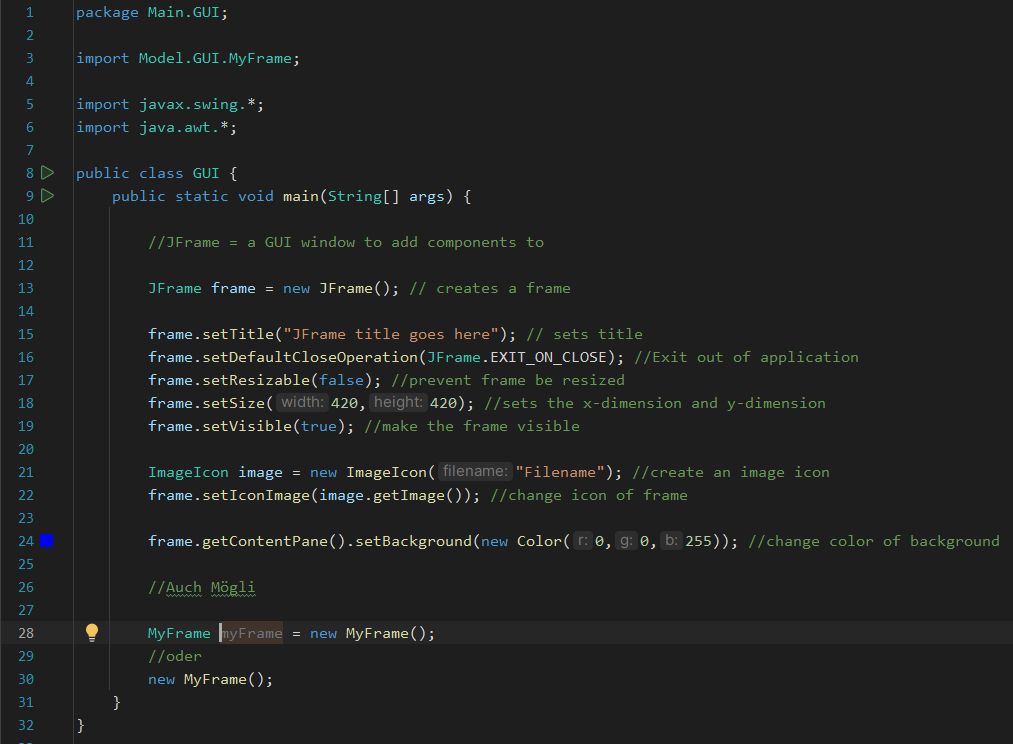 1 package Main.GUI;
2
3 import Model.GUI.MyFrame;
4
5 import javax.swing.*;
6 import java.awt.*;
7
8 public class GUI {
9 public static void main(String[] args) {
10
11 //JFrame = a GUI window to add components to
12
13 JFrame frame = new JFrame(); // creates a frame
14
15 frame.setTitle("JFrame title goes here"); // sets title
16 frame.setDefaultCloseOperation(JFrame.EXIT_ON_CLOSE); //Exit out of application
17 frame.setResizable(false); //prevent frame be resized
18 frame.setSize( width: 420, height: 420); //sets the x-dimension and y-dimension
19 frame.setVisible(true); //make the frame visible
20
21 ImageIcon image = new ImageIcon( filename: "Filename"); //create an image icon
22 frame.setIconImage(image.getImage()); //change icon of frame
23
24 frame.getContentPane().setBackground(new Color( r: 0, g: 0, b: 255)); //change color of background
25
26 //Auch Mögli
27
28 MyFrame myFrame = new MyFrame();
29 //oder
30 new MyFrame();
31 }
32 }